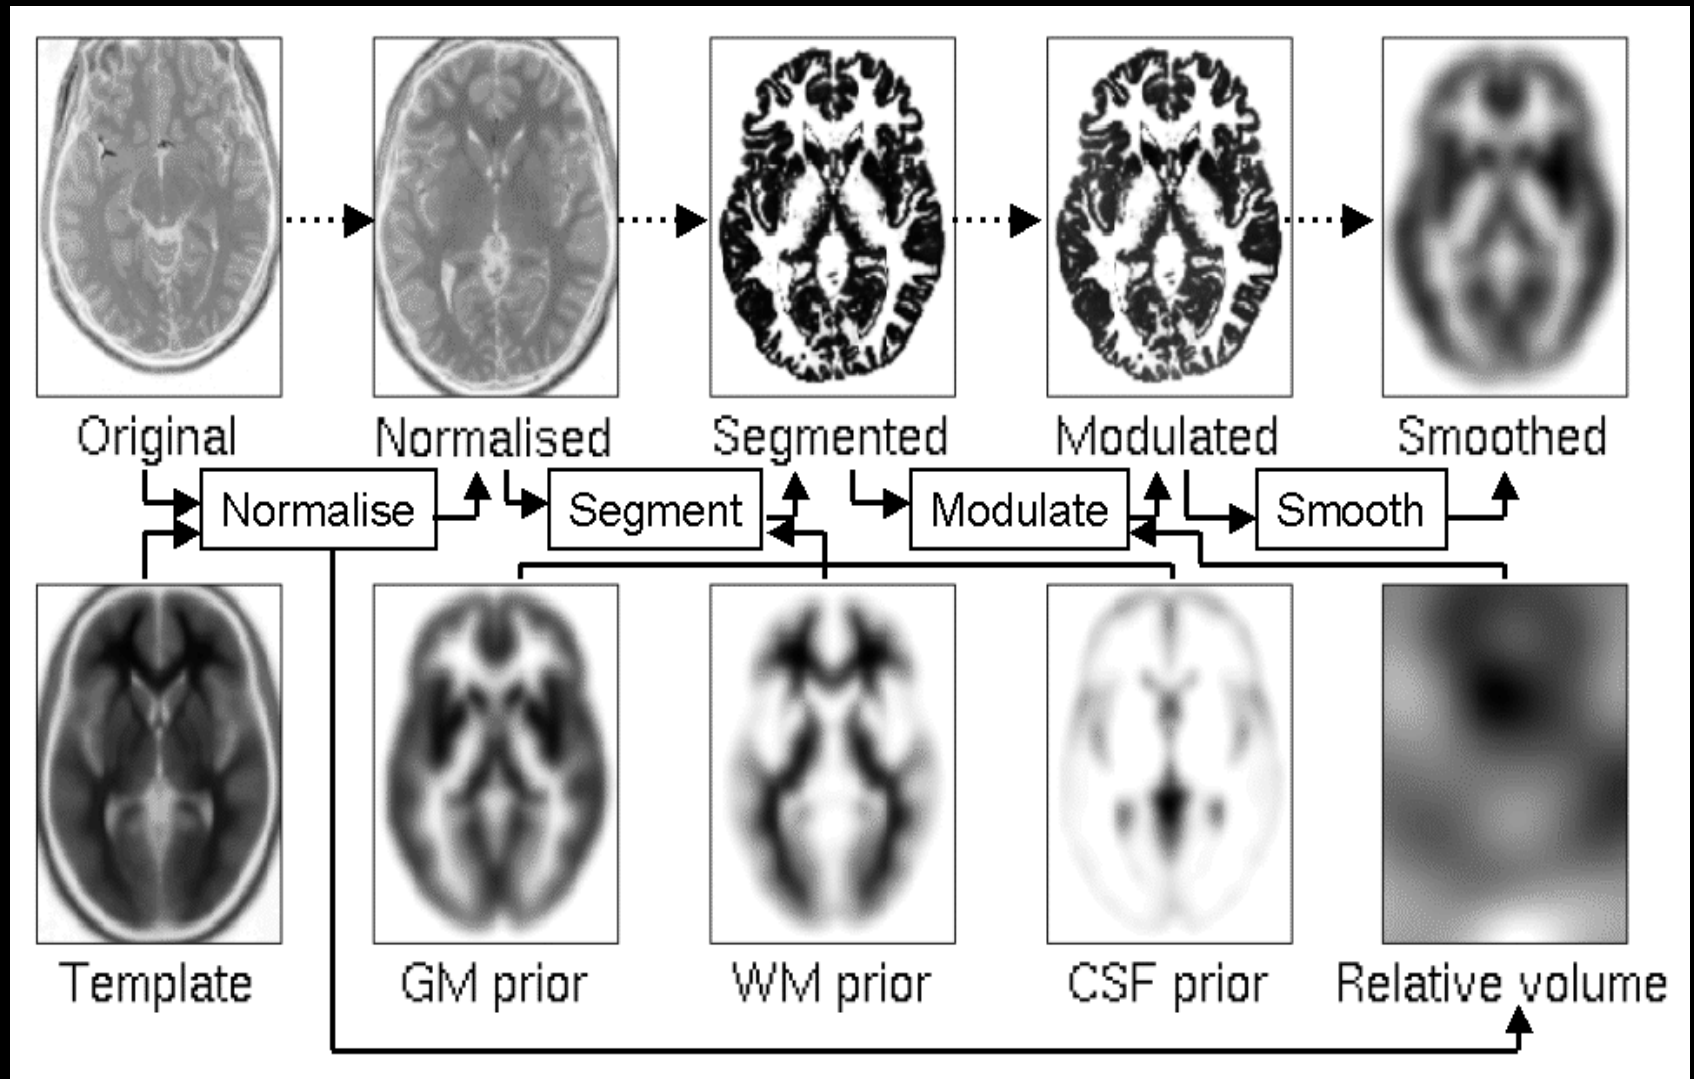 Original
Normalised
Segmented
Modulated
Smoothed
Normalise
Segment
Modulate
Smooth
Template
GM prior
WM prior
CSF prior
Relative volume